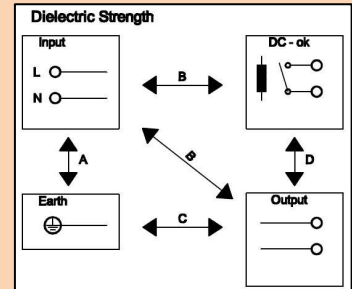 Dielectric Strength
Input
DC - ok
L
N
B
A
B
D
Earth
Output
C